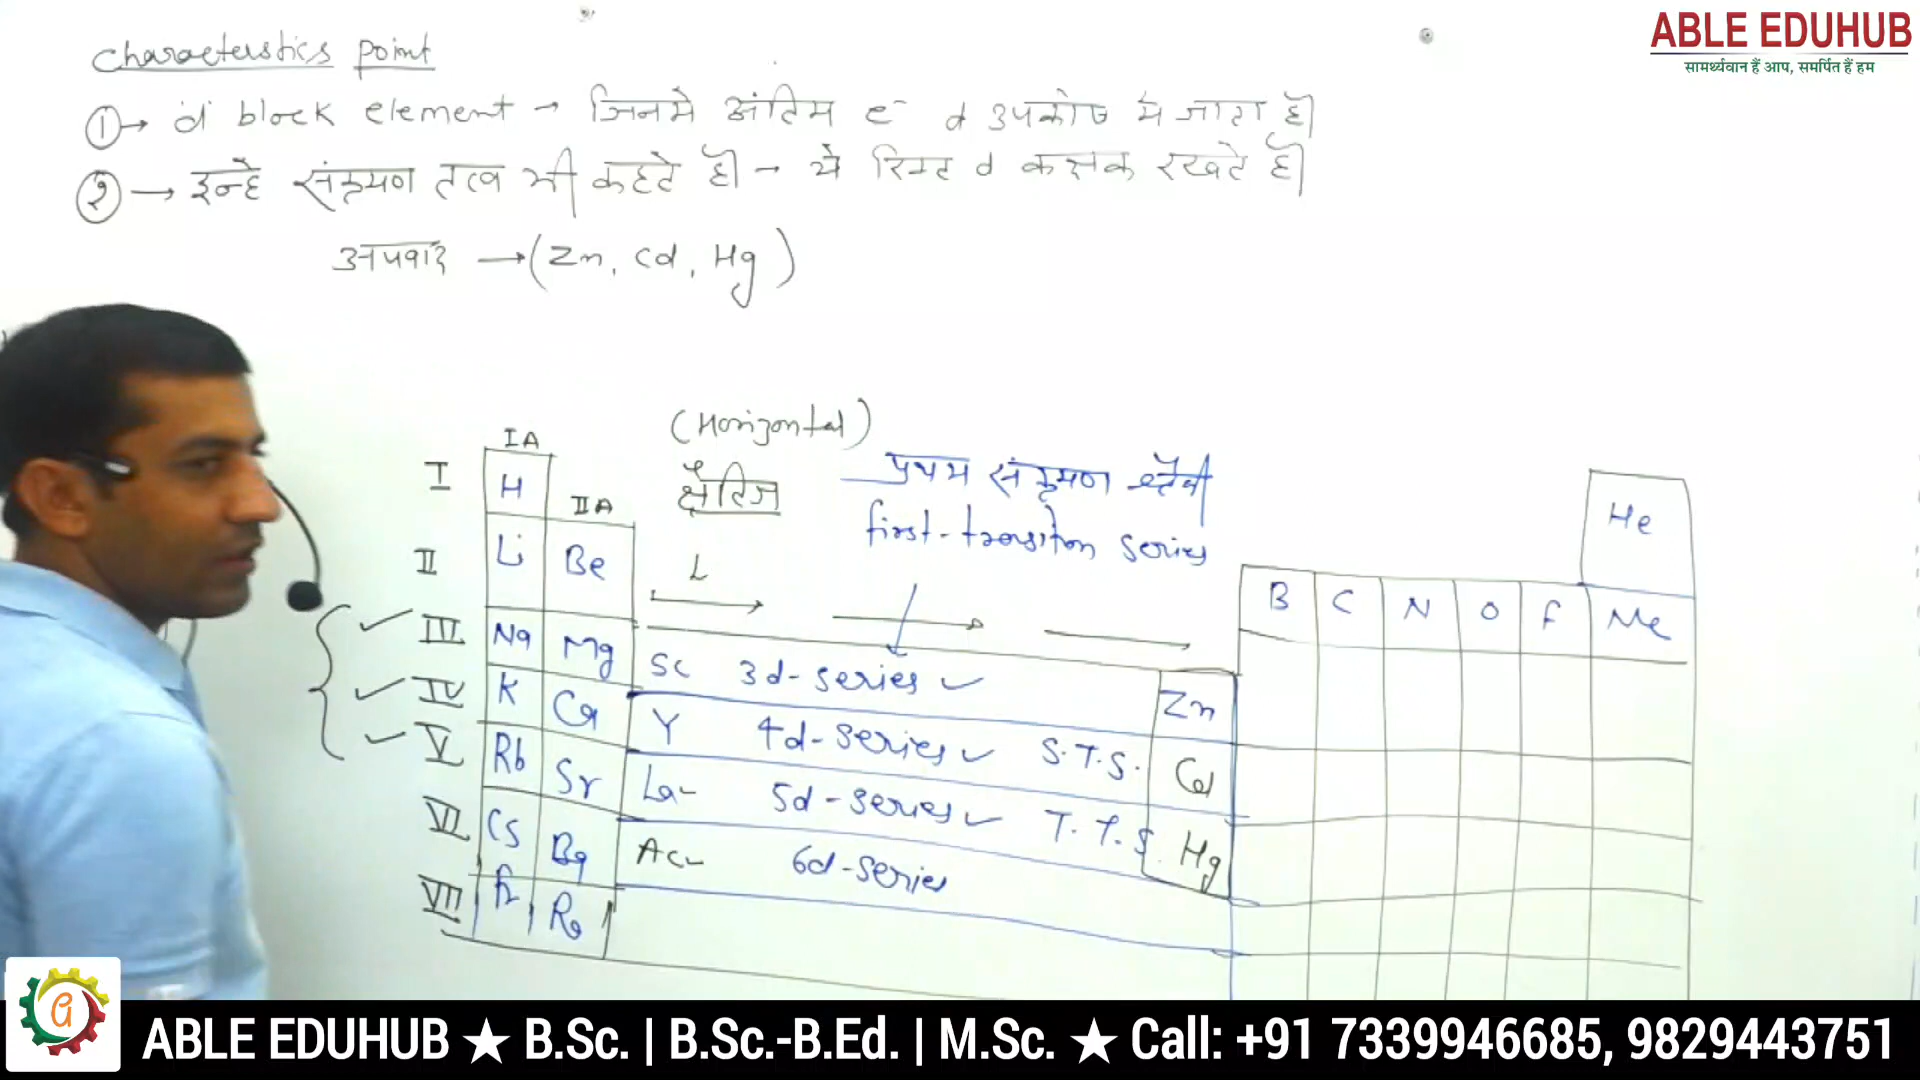 characterstics point
① → d block element → जिनमे अंतिम e⁻ d उपकोष मे जाता है
② → इन्हे संक्रमण तत्व भी कहते है → ये रिक्त d कक्षक रखते है
अपवाद → (Zn, Cd, Hg)
ABLE EDUHUB
सामर्थ्यवान हैं आप, समर्पित हैं हम
(Horizontal)
क्षैतिज
प्रथम संक्रमण श्रेणी
first-transiton series
IA
IIA
I H He
II Li Be L B C N O F Ne
III Na Mg Sc 3d-series ✓ Zn
IV K Ca Y 4d-series ✓ S.T.S. Cd
V Rb Sr La 5d-series ✓ T.T.S. Hg
VI Cs Ba Ac 6d-series
VII Fr Ra
ABLE EDUHUB ★ B.Sc. | B.Sc.-B.Ed. | M.Sc. ★ Call: +91 7339946685, 9829443751